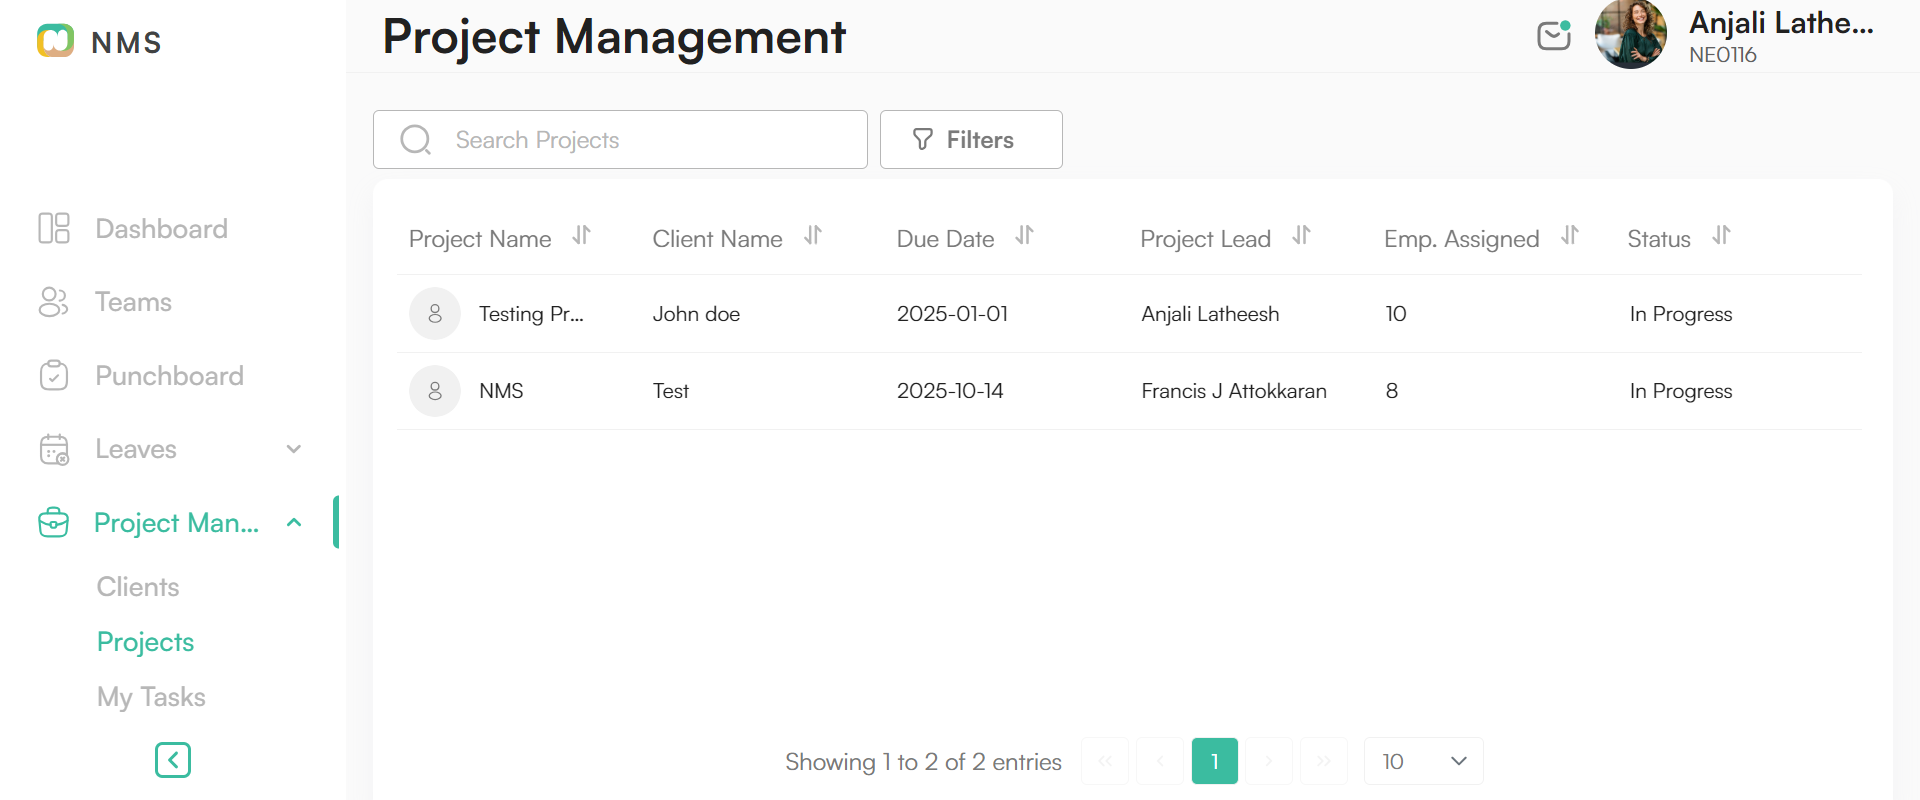 NMS
Project Management
Anjali Lathe...
NE0116
Search Projects
Filters
Dashboard
Teams
Punchboard
Leaves
Project Man...
Clients
Projects
My Tasks
Project Name Client Name Due Date Project Lead Emp. Assigned Status
Testing Pr... John doe 2025-01-01 Anjali Latheesh 10 In Progress
NMS Test 2025-10-14 Francis J Attokkaran 8 In Progress
Showing 1 to 2 of 2 entries << < 1 > >> 10